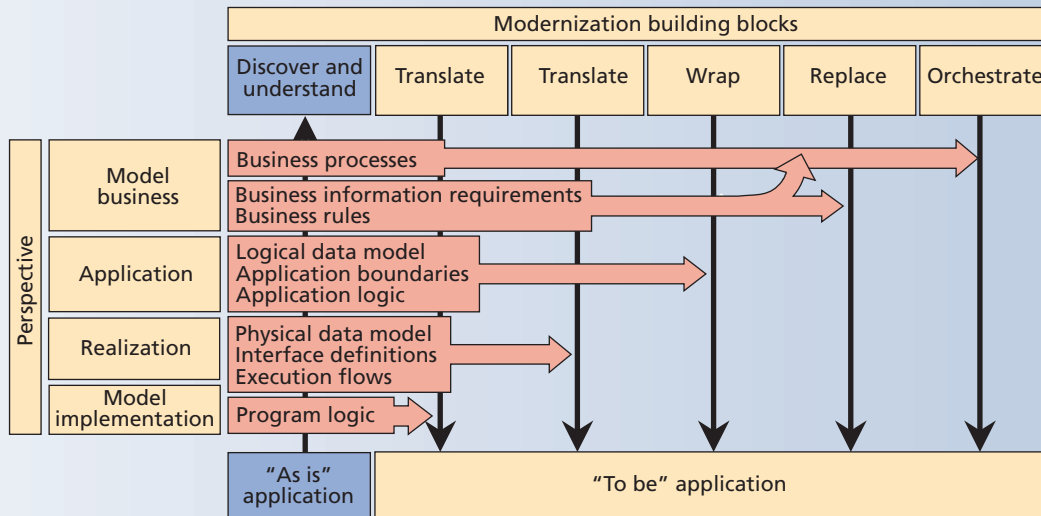 Modernization building blocks
Discover and
understand
Translate
Translate
Wrap
Replace
Orchestrate
Perspective
Model
business
Business processes
Business information requirements
Business rules
Application
Logical data model
Application boundaries
Application logic
Realization
Physical data model
Interface definitions
Execution flows
Model
implementation
Program logic
“As is”
application
“To be” application